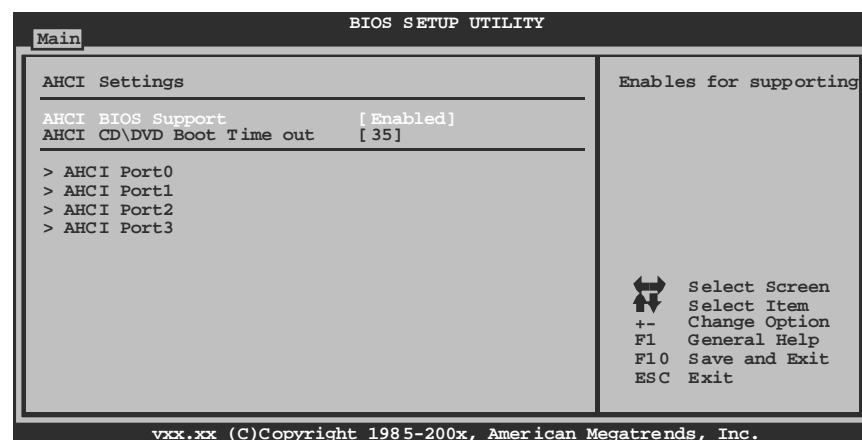 BIOS SETUP UTILITY
Main
AHCI Settings
AHCI BIOS Support [Enabled]
AHCI CD\DVD Boot Time out [35]
> AHCI Port0
> AHCI Port1
> AHCI Port2
> AHCI Port3
Enables for supporting
Select Screen
Select Item
+- Change Option
F1 General Help
F10 Save and Exit
ESC Exit
vxx.xx (C)Copyright 1985-200x, American Megatrends, Inc.